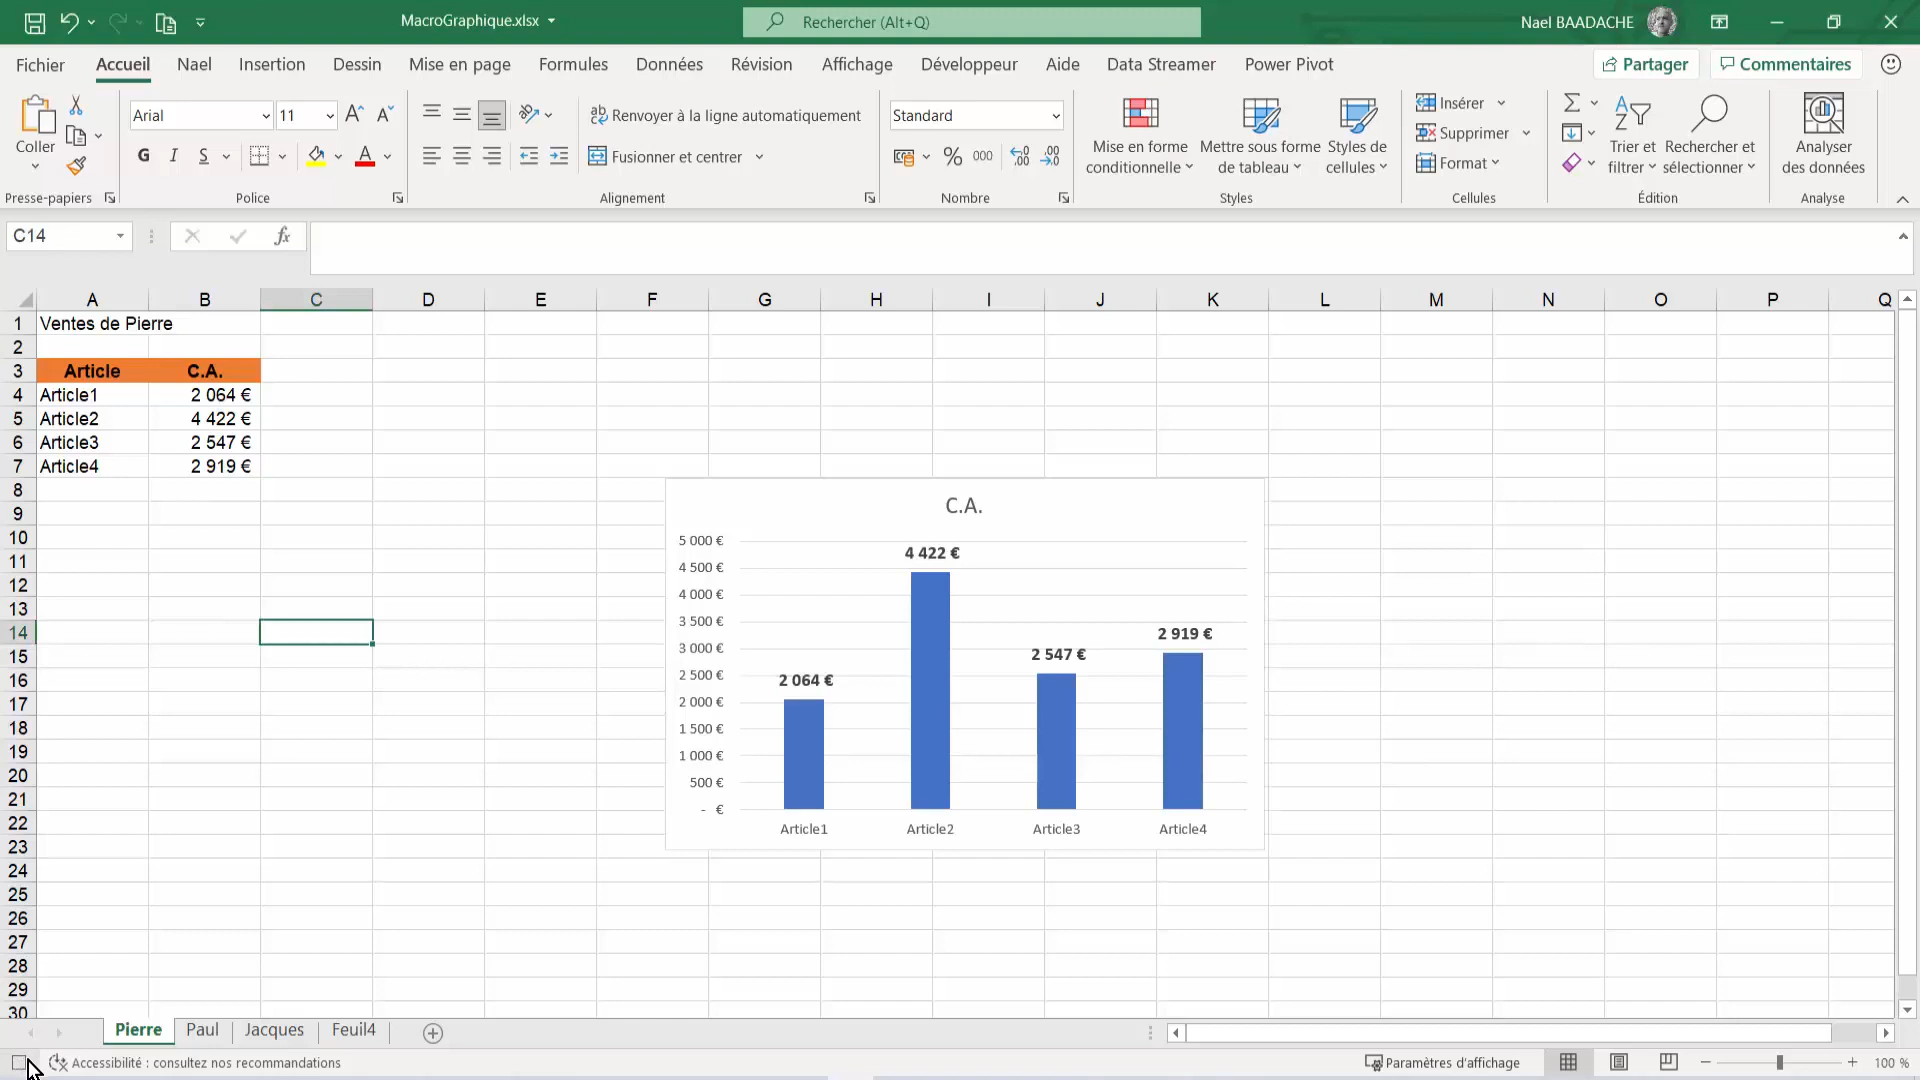 MacroGraphique.xlsx
Rechercher (Alt+Q)
Nael BAADACHE
Fichier Accueil Nael Insertion Dessin Mise en page Formules Données Révision Affichage Développeur Aide Data Streamer Power Pivot Partager Commentaires
Coller
Presse-papiers
Arial 11
G I S
Police
Renvoyer à la ligne automatiquement
Fusionner et centrer
Alignement
Standard
% 000
Nombre
Mise en forme
conditionnelle
Mettre sous forme
de tableau
Styles de
cellules
Styles
Insérer
Supprimer
Format
Cellules
Trier et
filtrer
Rechercher et
sélectionner
Édition
Analyser
des données
Analyse
C14 fx
A B C D E F G H I J K L M N O P Q
1 Ventes de Pierre
2
3 Article C.A.
4 Article1 2 064 €
5 Article2 4 422 €
6 Article3 2 547 €
7 Article4 2 919 €
8
9
10
11
12
13
14
15
16
17
18
19
20
21
22
23
24
25
26
27
28
29
30
C.A.
5 000 €
4 500 €
4 000 €
3 500 €
3 000 €
2 500 €
2 000 €
1 500 €
1 000 €
500 €
- €
2 064 € 4 422 € 2 547 € 2 919 €
Article1 Article2 Article3 Article4
Pierre Paul Jacques Feuil4
Accessibilité : consultez nos recommandations
Paramètres d'affichage
100 %